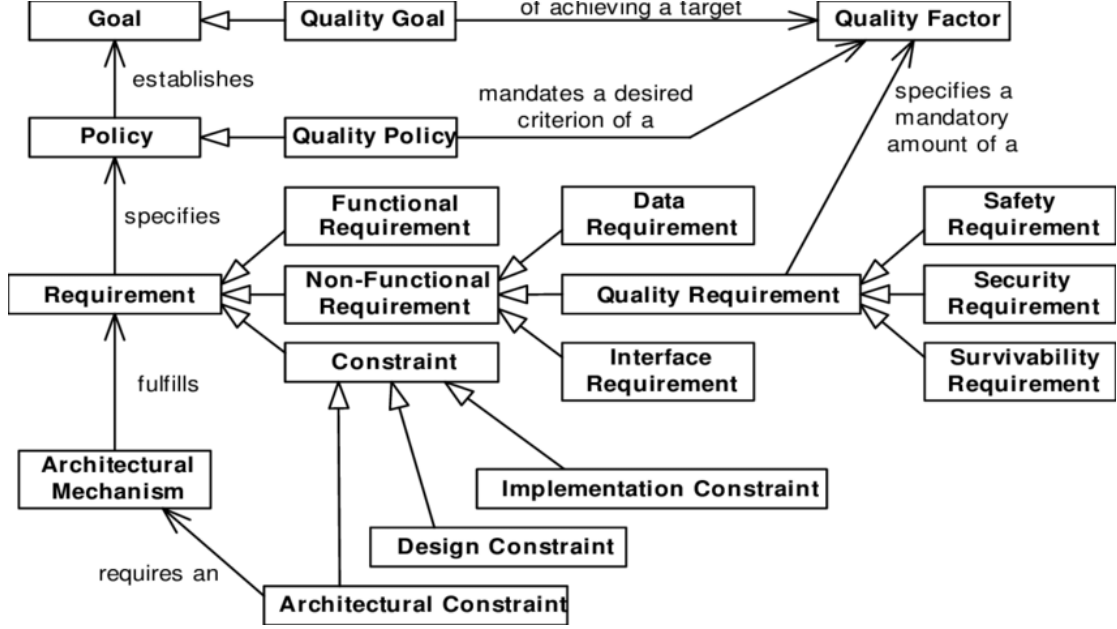 of achieving a target
Goal
Quality Goal
Quality Factor
establishes
mandates a desired
criterion of a
specifies a
mandatory
amount of a
Policy
Quality Policy
specifies
Functional
Requirement
Data
Requirement
Safety
Requirement
Requirement
Non-Functional
Requirement
Quality Requirement
Security
Requirement
Constraint
Interface
Requirement
Survivability
Requirement
fulfills
Architectural
Mechanism
Implementation Constraint
Design Constraint
requires an
Architectural Constraint